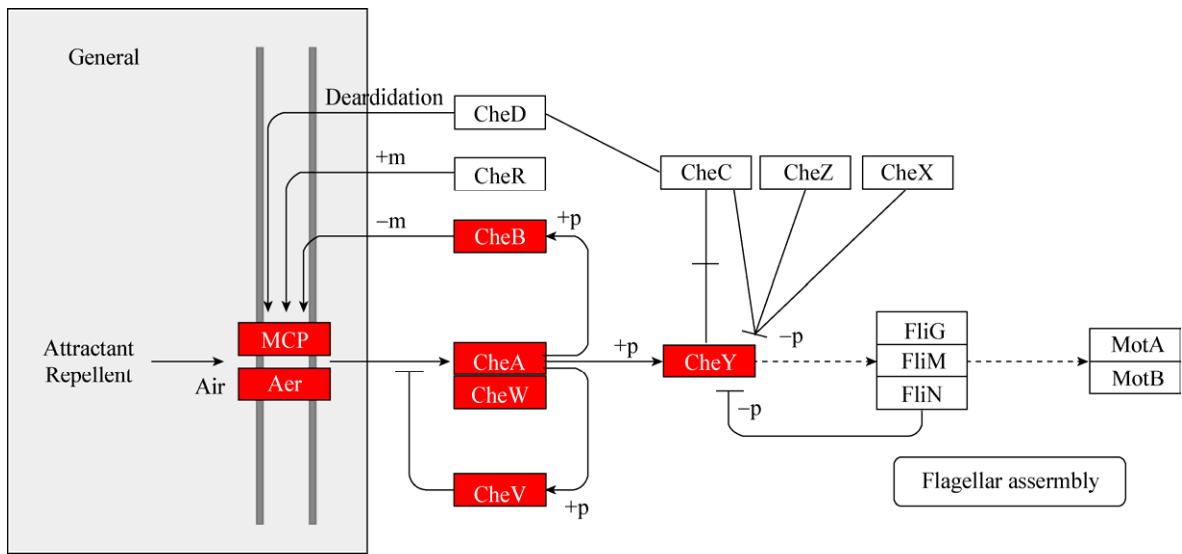 General
Deardidation
CheD
+m
CheR
CheC
CheZ
CheX
−m
CheB
+p
MCP
Attractant
Repellent
Air
Aer
CheA
CheW
+p
CheY
−p
FliG
FliM
FliN
MotA
MotB
−p
CheV
+p
Flagellar assermbly